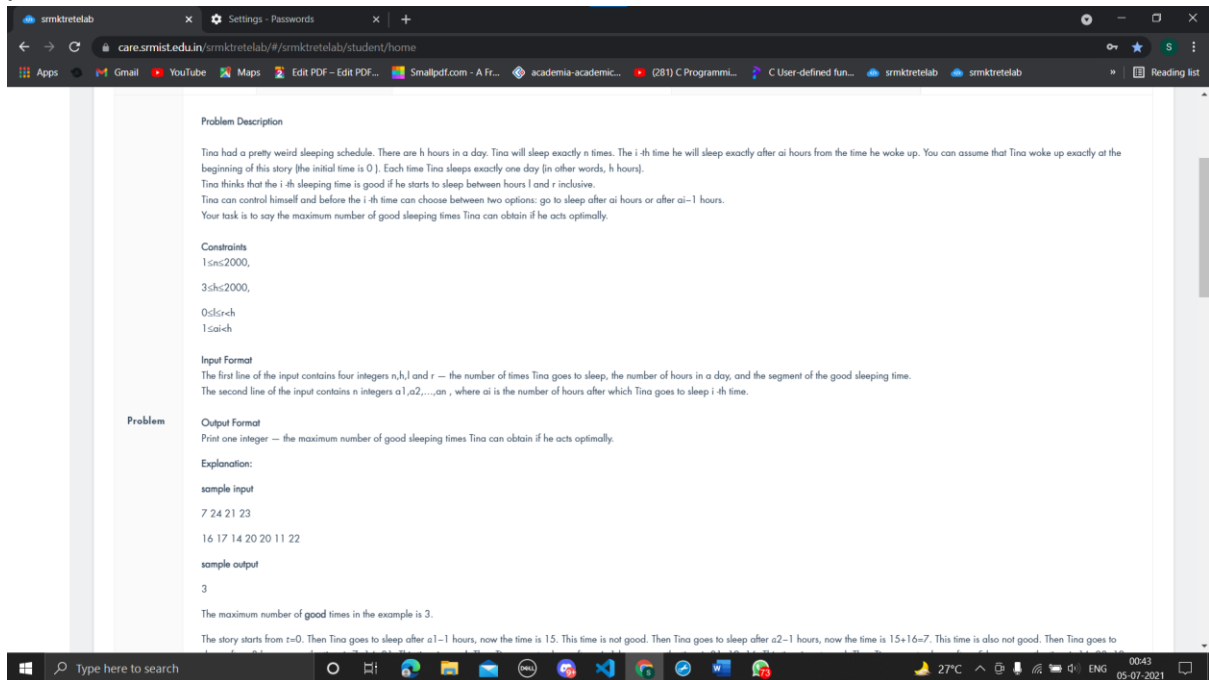 srmktretelab
Settings - Passwords
care.srmist.edu.in/srmktretelab/#/srmktretelab/student/home
S
Apps
Gmail
YouTube
Maps
Edit PDF – Edit PDF...
Smallpdf.com - A Fr...
academia-academic...
(281) C Programmi...
C User-defined fun...
srmktretelab
srmktretelab
»
Reading list
Problem Description
Tina had a pretty weird sleeping schedule. There are h hours in a day. Tina will sleep exactly n times. The i -th time he will sleep exactly after ai hours from the time he woke up. You can assume that Tina woke up exactly at the
beginning of this story (the initial time is 0 ). Each time Tina sleeps exactly one day (in other words, h hours).
Tina thinks that the i -th sleeping time is good if he starts to sleep between hours l and r inclusive.
Tina can control himself and before the i -th time can choose between two options: go to sleep after ai hours or after ai−1 hours.
Your task is to say the maximum number of good sleeping times Tina can obtain if he acts optimally.
Constraints
1≤n≤2000,
3≤h≤2000,
0≤l≤r<h
1≤ai<h
Input Format
The first line of the input contains four integers n,h,l and r — the number of times Tina goes to sleep, the number of hours in a day, and the segment of the good sleeping time.
The second line of the input contains n integers a1,a2,...,an , where ai is the number of hours after which Tina goes to sleep i -th time.
Problem
Output Format
Print one integer — the maximum number of good sleeping times Tina can obtain if he acts optimally.
Explanation:
sample input
7 24 21 23
16 17 14 20 20 11 22
sample output
3
The maximum number of good times in the example is 3.
The story starts from t=0. Then Tina goes to sleep after a1−1 hours, now the time is 15. This time is not good. Then Tina goes to sleep after a2−1 hours, now the time is 15+16=7. This time is also not good. Then Tina goes to
Type here to search
DELL
73
27°C
ENG
00:43
05-07-2021